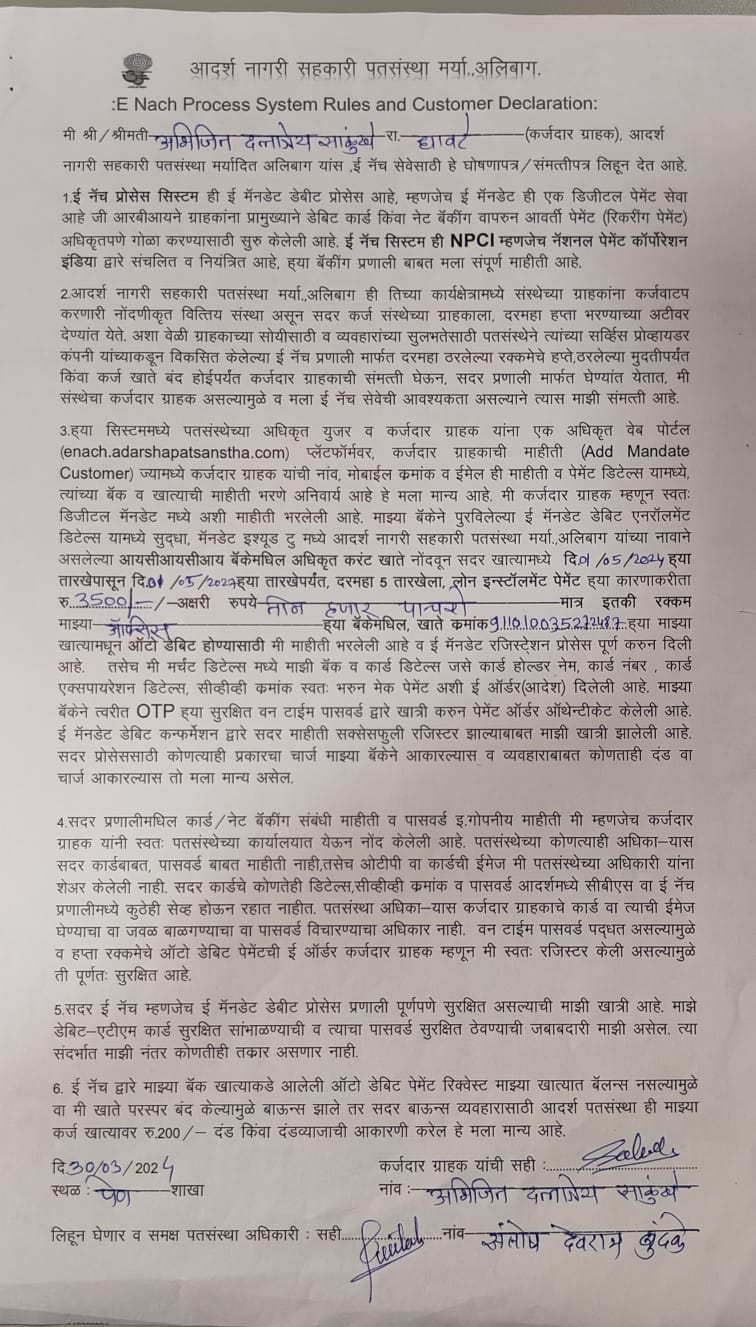 आदर्श नागरी सहकारी पतसंस्था मर्या.,अलिबाग.
:E Nach Process System Rules and Customer Declaration:
मी श्री/श्रीमती अभिजित दत्तात्रेय साळुंखे रा. घावटे (कर्जदार ग्राहक), आदर्श
नागरी सहकारी पतसंस्था मर्यादित अलिबाग यांस ,ई नॅच सेवेसाठी हे घोषणापत्र/संमत्तीपत्र लिहून देत आहे.
1.ई नॅच प्रोसेस सिस्टिम ही ई मॅनडेट डेबीट प्रोसेस आहे, म्हणजेच ई मॅनडेट ही एक डिजीटल पेमेंट सेवा
आहे जी आरबीआयने ग्राहकांना प्रामुख्याने डेबिट कार्ड किंवा नेट बँकींग वापरुन आवर्ती पेमेंट (रिकरींग पेमेंट)
अधिकृतपणे गोळा करण्यासाठी सुरु केलेली आहे. ई नॅच सिस्टिम ही NPCI म्हणजेच नॅशनल पेमेंट कॉर्पोरेशन
इंडिया द्वारे संचलित व नियंत्रित आहे, ह्या बँकींग प्रणाली बाबत मला संपूर्ण माहीती आहे.
2.आदर्श नागरी सहकारी पतसंस्था मर्या.,अलिबाग ही तिच्या कार्यक्षेत्रामध्ये संस्थेच्या ग्राहकांना कर्जवाटप
करणारी नोंदणीकृत वित्तिय संस्था असून सदर कर्ज संस्थेच्या ग्राहकाला, दरमहा हप्ता भरण्याच्या अटीवर
देण्यांत येते. अशा वेळी ग्राहकाच्या सोयीसाठी व व्यवहारांच्या सुलभतेसाठी पतसंस्थेने त्यांच्या सर्व्हिस प्रोव्हायडर
कंपनी यांच्याकडून विकसित केलेल्या ई नॅच प्रणाली मार्फत दरमहा ठरलेल्या रक्कमेचे हप्ते,ठरलेल्या मुदतीपर्यंत
किंवा कर्ज खाते बंद होईपर्यंत कर्जदार ग्राहकाची संमत्ती घेऊन, सदर प्रणाली मार्फत घेण्यांत येतात, मी
संस्थेचा कर्जदार ग्राहक असल्यामुळे व मला ई नॅच सेवेची आवश्यकता असल्याने त्यास माझी संमत्ती आहे.
3.ह्या सिस्टममध्ये पतसंस्थेच्या अधिकृत युजर व कर्जदार ग्राहक यांना एक अधिकृत वेब पोर्टल
(enach.adarshapatsanstha.com) प्लॅटफॉर्मवर, कर्जदार ग्राहकाची माहीती (Add Mandate
Customer) ज्यामध्ये कर्जदार ग्राहक यांची नांव, मोबाईल क्रमांक व ईमेल ही माहीती व पेमेंट डिटेल्स यामध्ये,
त्यांच्या बँक व खात्याची माहीती भरणे अनिवार्य आहे हे मला मान्य आहे. मी कर्जदार ग्राहक म्हणून स्वतः
डिजीटल मॅनडेट मध्ये अशी माहीती भरलेली आहे. माझ्या बँकेने पुरविलेल्या ई मॅनडेट डेबिट एनरॉलमेंट
डिटेल्स यामध्ये सुद्धा, मॅनडेट इश्यूड टु मध्ये आदर्श नागरी सहकारी पतसंस्था मर्या.,अलिबाग यांच्या नावाने
असलेल्या आयसीआयसीआय बँकेमधिल अधिकृत करंट खाते नोंदवून सदर खात्यामध्ये दि.01/05/2024 ह्या
तारखेपासून दि.01/05/2027 ह्या तारखेपर्यंत, दरमहा 5 तारखेला, लोन इन्स्टॉलमेंट पेमेंट ह्या कारणाकरीता
रु.3500/-/-अक्षरी रुपये तीन हजार पाचशे मात्र इतकी रक्कम
माझ्या ॲक्सिस ह्या बँकेमधिल, खाते क्रमांक 911010035272487 ह्या माझ्या
खात्यामधून ऑटो डेबिट होण्यासाठी मी माहीती भरलेली आहे व ई मॅनडेट रजिस्ट्रेशन प्रोसेस पूर्ण करुन दिली
आहे. तसेच मी मर्चंट डिटेल्स मध्ये माझी बँक व कार्ड डिटेल्स जसे कार्ड होल्डर नेम, कार्ड नंबर , कार्ड
एक्सपायरेशन डिटेल्स, सीव्हीव्ही क्रमांक स्वतः भरुन मेक पेमेंट अशी ई ऑर्डर(आदेश) दिलेली आहे. माझ्या
बँकेने त्वरीत OTP ह्या सुरक्षित वन टाईम पासवर्ड द्वारे खात्री करुन पेमेंट ऑर्डर ऑथेन्टीकेट केलेली आहे.
ई मॅनडेट डेबिट कन्फर्मेशन द्वारे सदर माहीती सक्सेसफुली रजिस्टर झाल्याबाबत माझी खात्री झालेली आहे.
सदर प्रोसेससाठी कोणत्याही प्रकारचा चार्ज माझ्या बँकेने आकारल्यास व व्यवहाराबाबत कोणताही दंड वा
चार्ज आकारल्यास तो मला मान्य असेल.
4.सदर प्रणालीमधिल कार्ड/नेट बँकींग संबंधी माहीती व पासवर्ड इ.गोपनीय माहीती मी म्हणजेच कर्जदार
ग्राहक यांनी स्वतः पतसंस्थेच्या कार्यालयात येऊन नोंद केलेली आहे. पतसंस्थेच्या कोणत्याही अधिका-यास
सदर कार्डबाबत, पासवर्ड बाबत माहीती नाही,तसेच ओटीपी वा कार्डची ईमेज मी पतसंस्थेच्या अधिकारी यांना
शेअर केलेली नाही. सदर कार्डचे कोणतेही डिटेल्स,सीव्हीव्ही क्रमांक व पासवर्ड आदर्शमध्ये सीबीएस वा ई नॅच
प्रणालीमध्ये कुठेही सेव्ह होऊन रहात नाहीत. पतसंस्था अधिका-यास कर्जदार ग्राहकाचे कार्ड वा त्याची ईमेज
घेण्याचा वा जवळ बाळगण्याचा वा पासवर्ड विचारण्याचा अधिकार नाही. वन टाईम पासवर्ड पद्धत असल्यामुळे
व हप्ता रक्कमेचे ऑटो डेबिट पेमेंटची ई ऑर्डर कर्जदार ग्राहक म्हणून मी स्वतः रजिस्टर केली असल्यामुळे
ती पूर्णतः सुरक्षित आहे.
5.सदर ई नॅच म्हणजेच ई मॅनडेट डेबीट प्रोसेस प्रणाली पूर्णपणे सुरक्षित असल्याची माझी खात्री आहे. माझे
डेबिट-एटीएम कार्ड सुरक्षित सांभाळण्याची व त्याचा पासवर्ड सुरक्षित ठेवण्याची जबाबदारी माझी असेल. त्या
संदर्भात माझी नंतर कोणतीही तकार असणार नाही.
6. ई नॅच द्वारे माझ्या बँक खात्याकडे आलेली ऑटो डेबिट पेमेंट रिक्वेस्ट माझ्या खात्यात बॅलन्स नसल्यामुळे
वा मी खाते परस्पर बंद केल्यामुळे बाऊन्स झाले तर सदर बाऊन्स व्यवहारासाठी आदर्श पतसंस्था ही माझ्या
कर्ज खात्यावर रु.200/- दंड किंवा दंडव्याजाची आकारणी करेल हे मला मान्य आहे.
दि.30/03/2024 कर्जदार ग्राहक यांची सही :
स्थळ : पेण शाखा नांव :- अभिजित दत्तात्रेय साळुंखे
लिहून घेणार व समक्ष पतसंस्था अधिकारी : सही नांव संतोष देवराम बुंदके